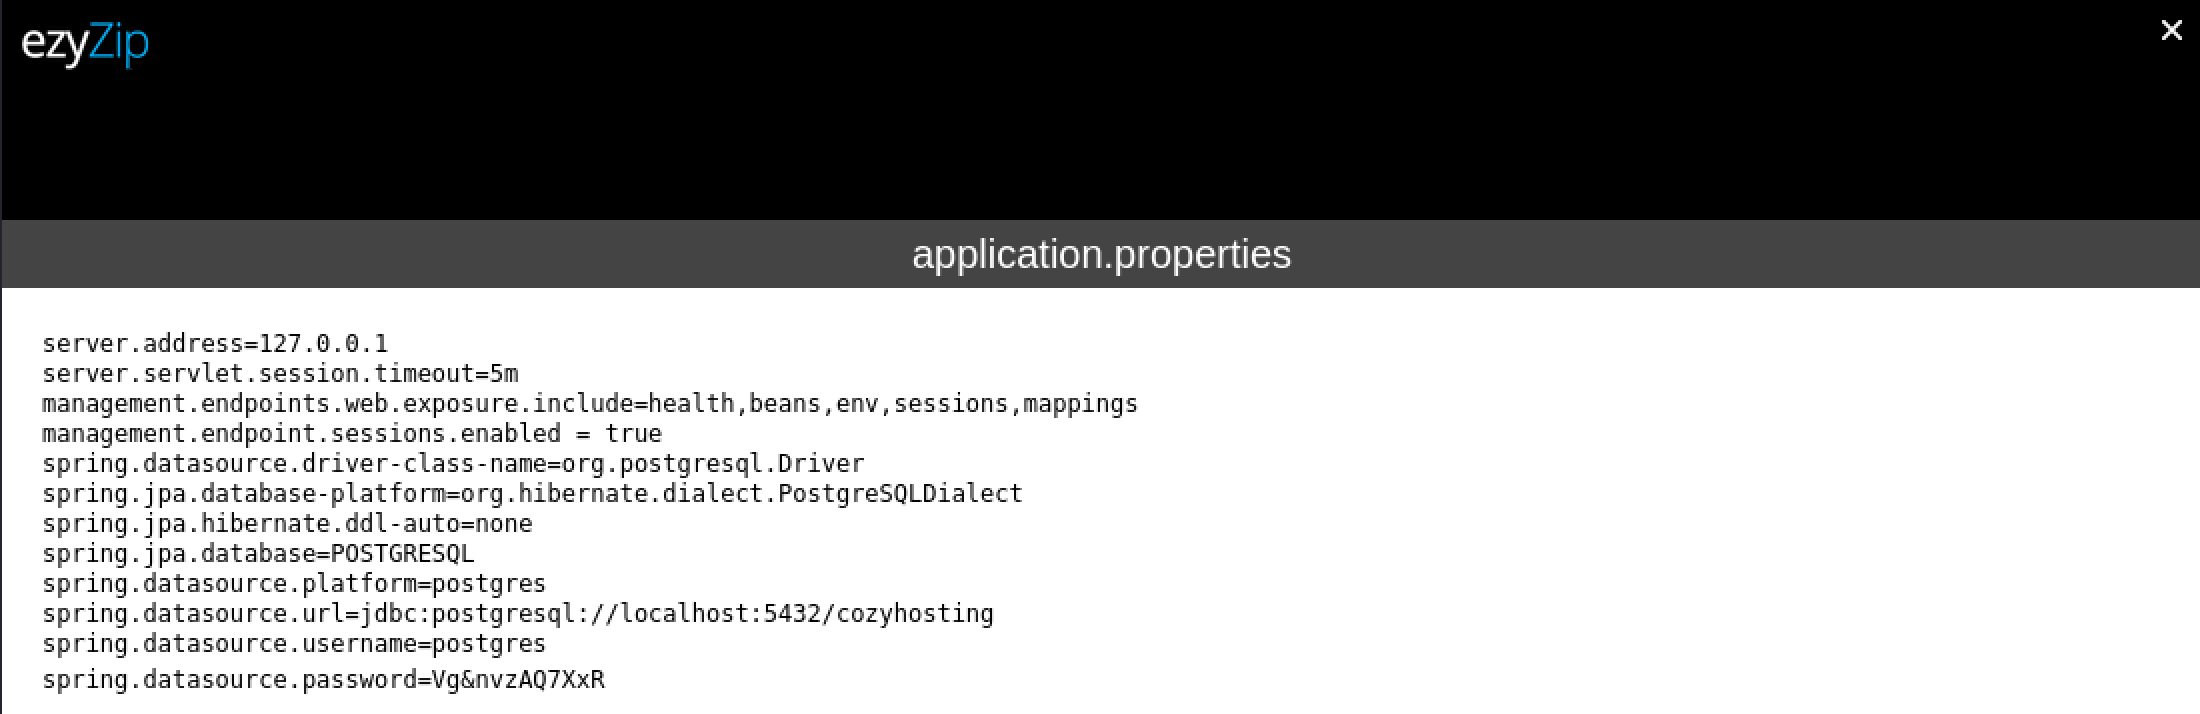 ezyZip
×
application.properties
server.address=127.0.0.1
server.servlet.session.timeout=5m
management.endpoints.web.exposure.include=health,beans,env,sessions,mappings
management.endpoint.sessions.enabled = true
spring.datasource.driver-class-name=org.postgresql.Driver
spring.jpa.database-platform=org.hibernate.dialect.PostgreSQLDialect
spring.jpa.hibernate.ddl-auto=none
spring.jpa.database=POSTGRESQL
spring.datasource.platform=postgres
spring.datasource.url=jdbc:postgresql://localhost:5432/cozyhosting
spring.datasource.username=postgres
spring.datasource.password=Vg&nvzAQ7XxR